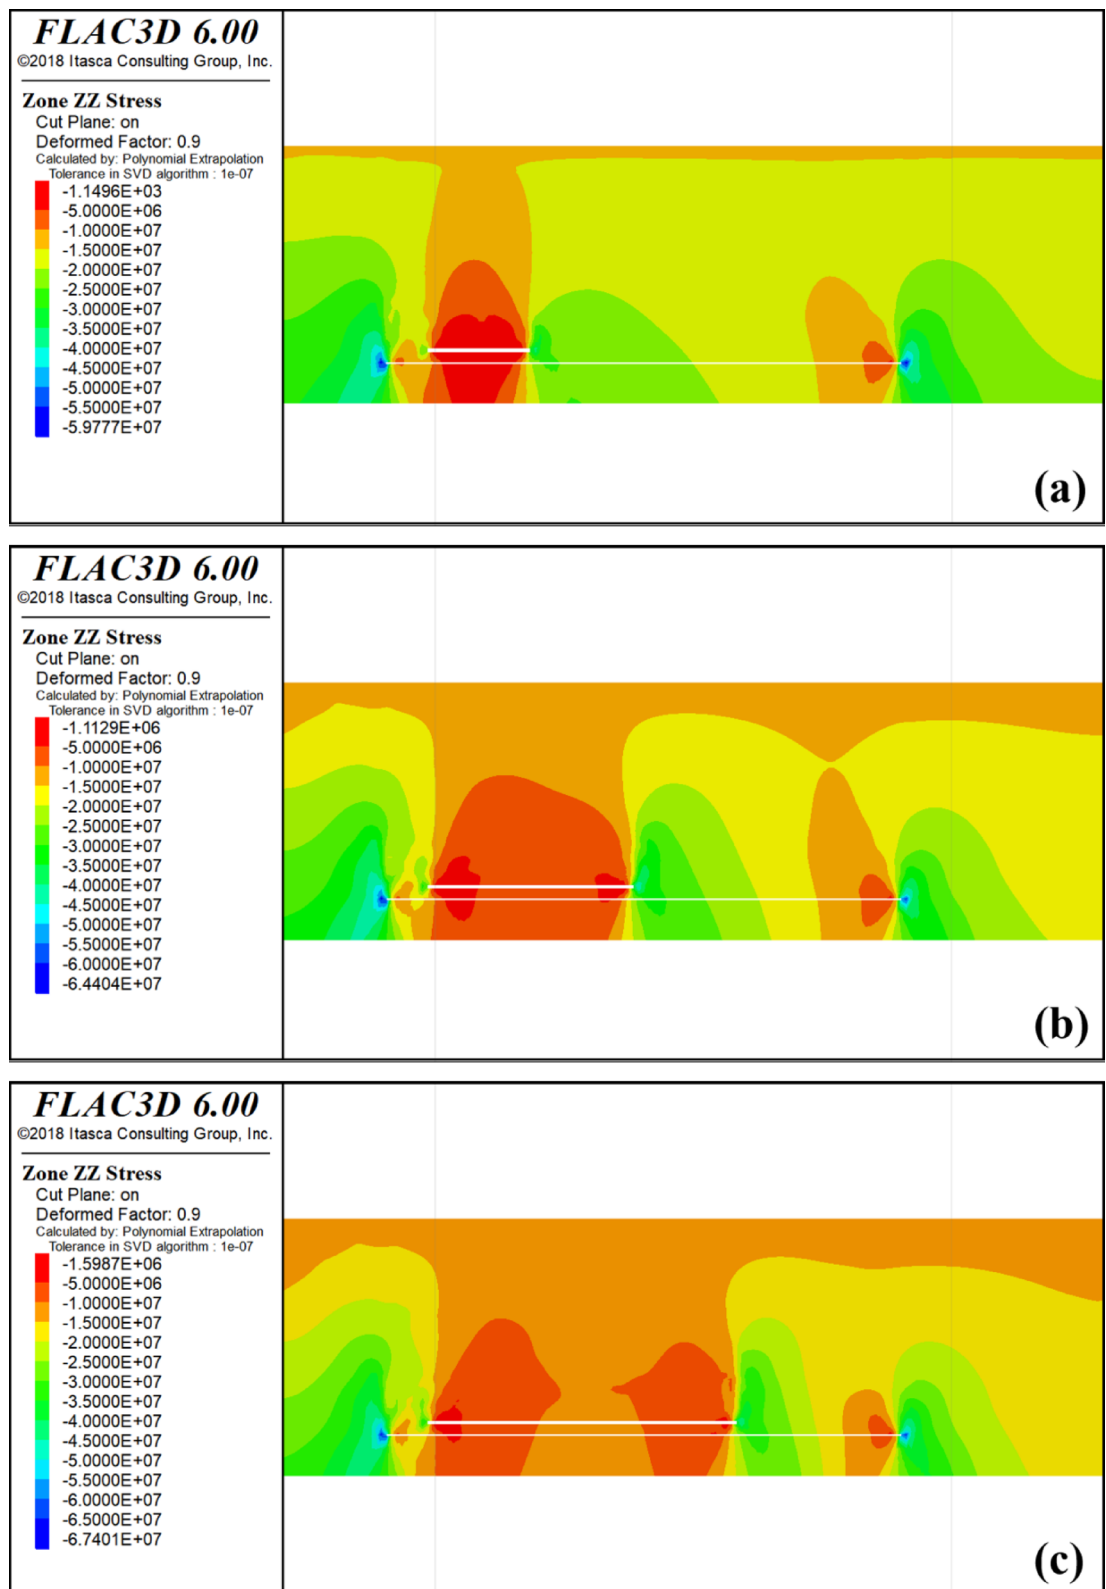 FLAC3D 6.00
©2018 Itasca Consulting Group, Inc.
Zone ZZ Stress
Cut Plane: on
Deformed Factor: 0.9
Calculated by: Polynomial Extrapolation
Tolerance in SVD algorithm : 1e-07
-1.1496E+03
-5.0000E+06
-1.0000E+07
-1.5000E+07
-2.0000E+07
-2.5000E+07
-3.0000E+07
-3.5000E+07
-4.0000E+07
-4.5000E+07
-5.0000E+07
-5.5000E+07
-5.9777E+07
(a)
FLAC3D 6.00
©2018 Itasca Consulting Group, Inc.
Zone ZZ Stress
Cut Plane: on
Deformed Factor: 0.9
Calculated by: Polynomial Extrapolation
Tolerance in SVD algorithm : 1e-07
-1.1129E+06
-5.0000E+06
-1.0000E+07
-1.5000E+07
-2.0000E+07
-2.5000E+07
-3.0000E+07
-3.5000E+07
-4.0000E+07
-4.5000E+07
-5.0000E+07
-5.5000E+07
-6.0000E+07
-6.4404E+07
(b)
FLAC3D 6.00
©2018 Itasca Consulting Group, Inc.
Zone ZZ Stress
Cut Plane: on
Deformed Factor: 0.9
Calculated by: Polynomial Extrapolation
Tolerance in SVD algorithm : 1e-07
-1.5987E+06
-5.0000E+06
-1.0000E+07
-1.5000E+07
-2.0000E+07
-2.5000E+07
-3.0000E+07
-3.5000E+07
-4.0000E+07
-4.5000E+07
-5.0000E+07
-5.5000E+07
-6.0000E+07
-6.5000E+07
-6.7401E+07
(c)